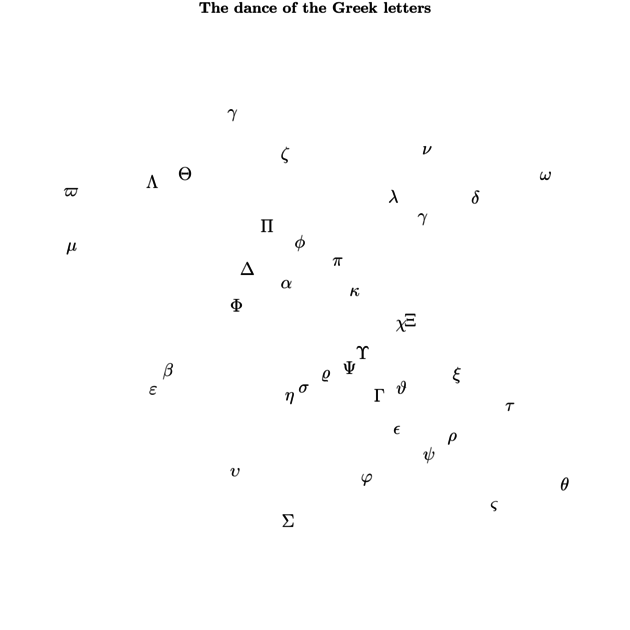 The dance of the Greek letters
γ
ζ
ν
Θ
ω
Λ
ϖ
λ
δ
γ
Π
ϕ
μ
π
Δ
α
κ
Φ
χΞ
Υ
Ψ
β
ϱ
ξ
ε
σ
ϑ
η
Γ
τ
ϵ
ρ
ψ
υ
φ
θ
ς
Σ